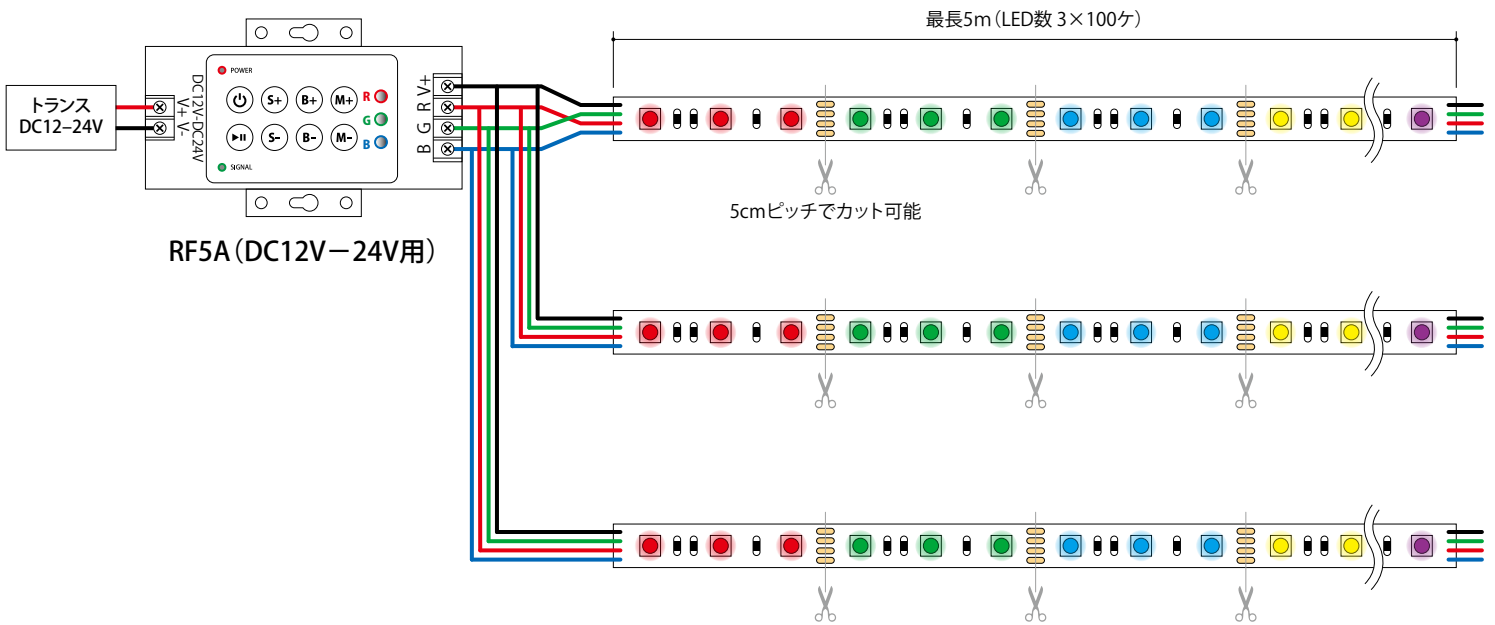 最長5m（LED数 3×100ケ）
トランス
DC12–24V
V+ V-
DC12V-DC24V
POWER
S+ B+ M+ R
G
S- B- M- B
SIGNAL
V+
R
G
B
5cmピッチでカット可能
RF5A（DC12V－24V用）